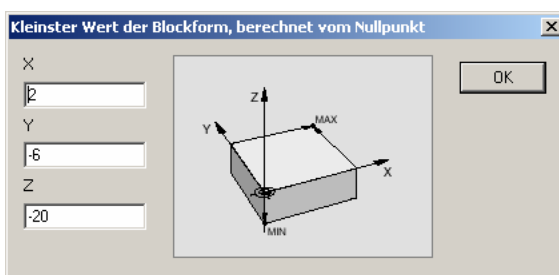 Kleinster Wert der Blockform, berechnet vom Nullpunkt
X
2
Y
-6
Z
-20
Z
Y
MAX
X
MIN
OK